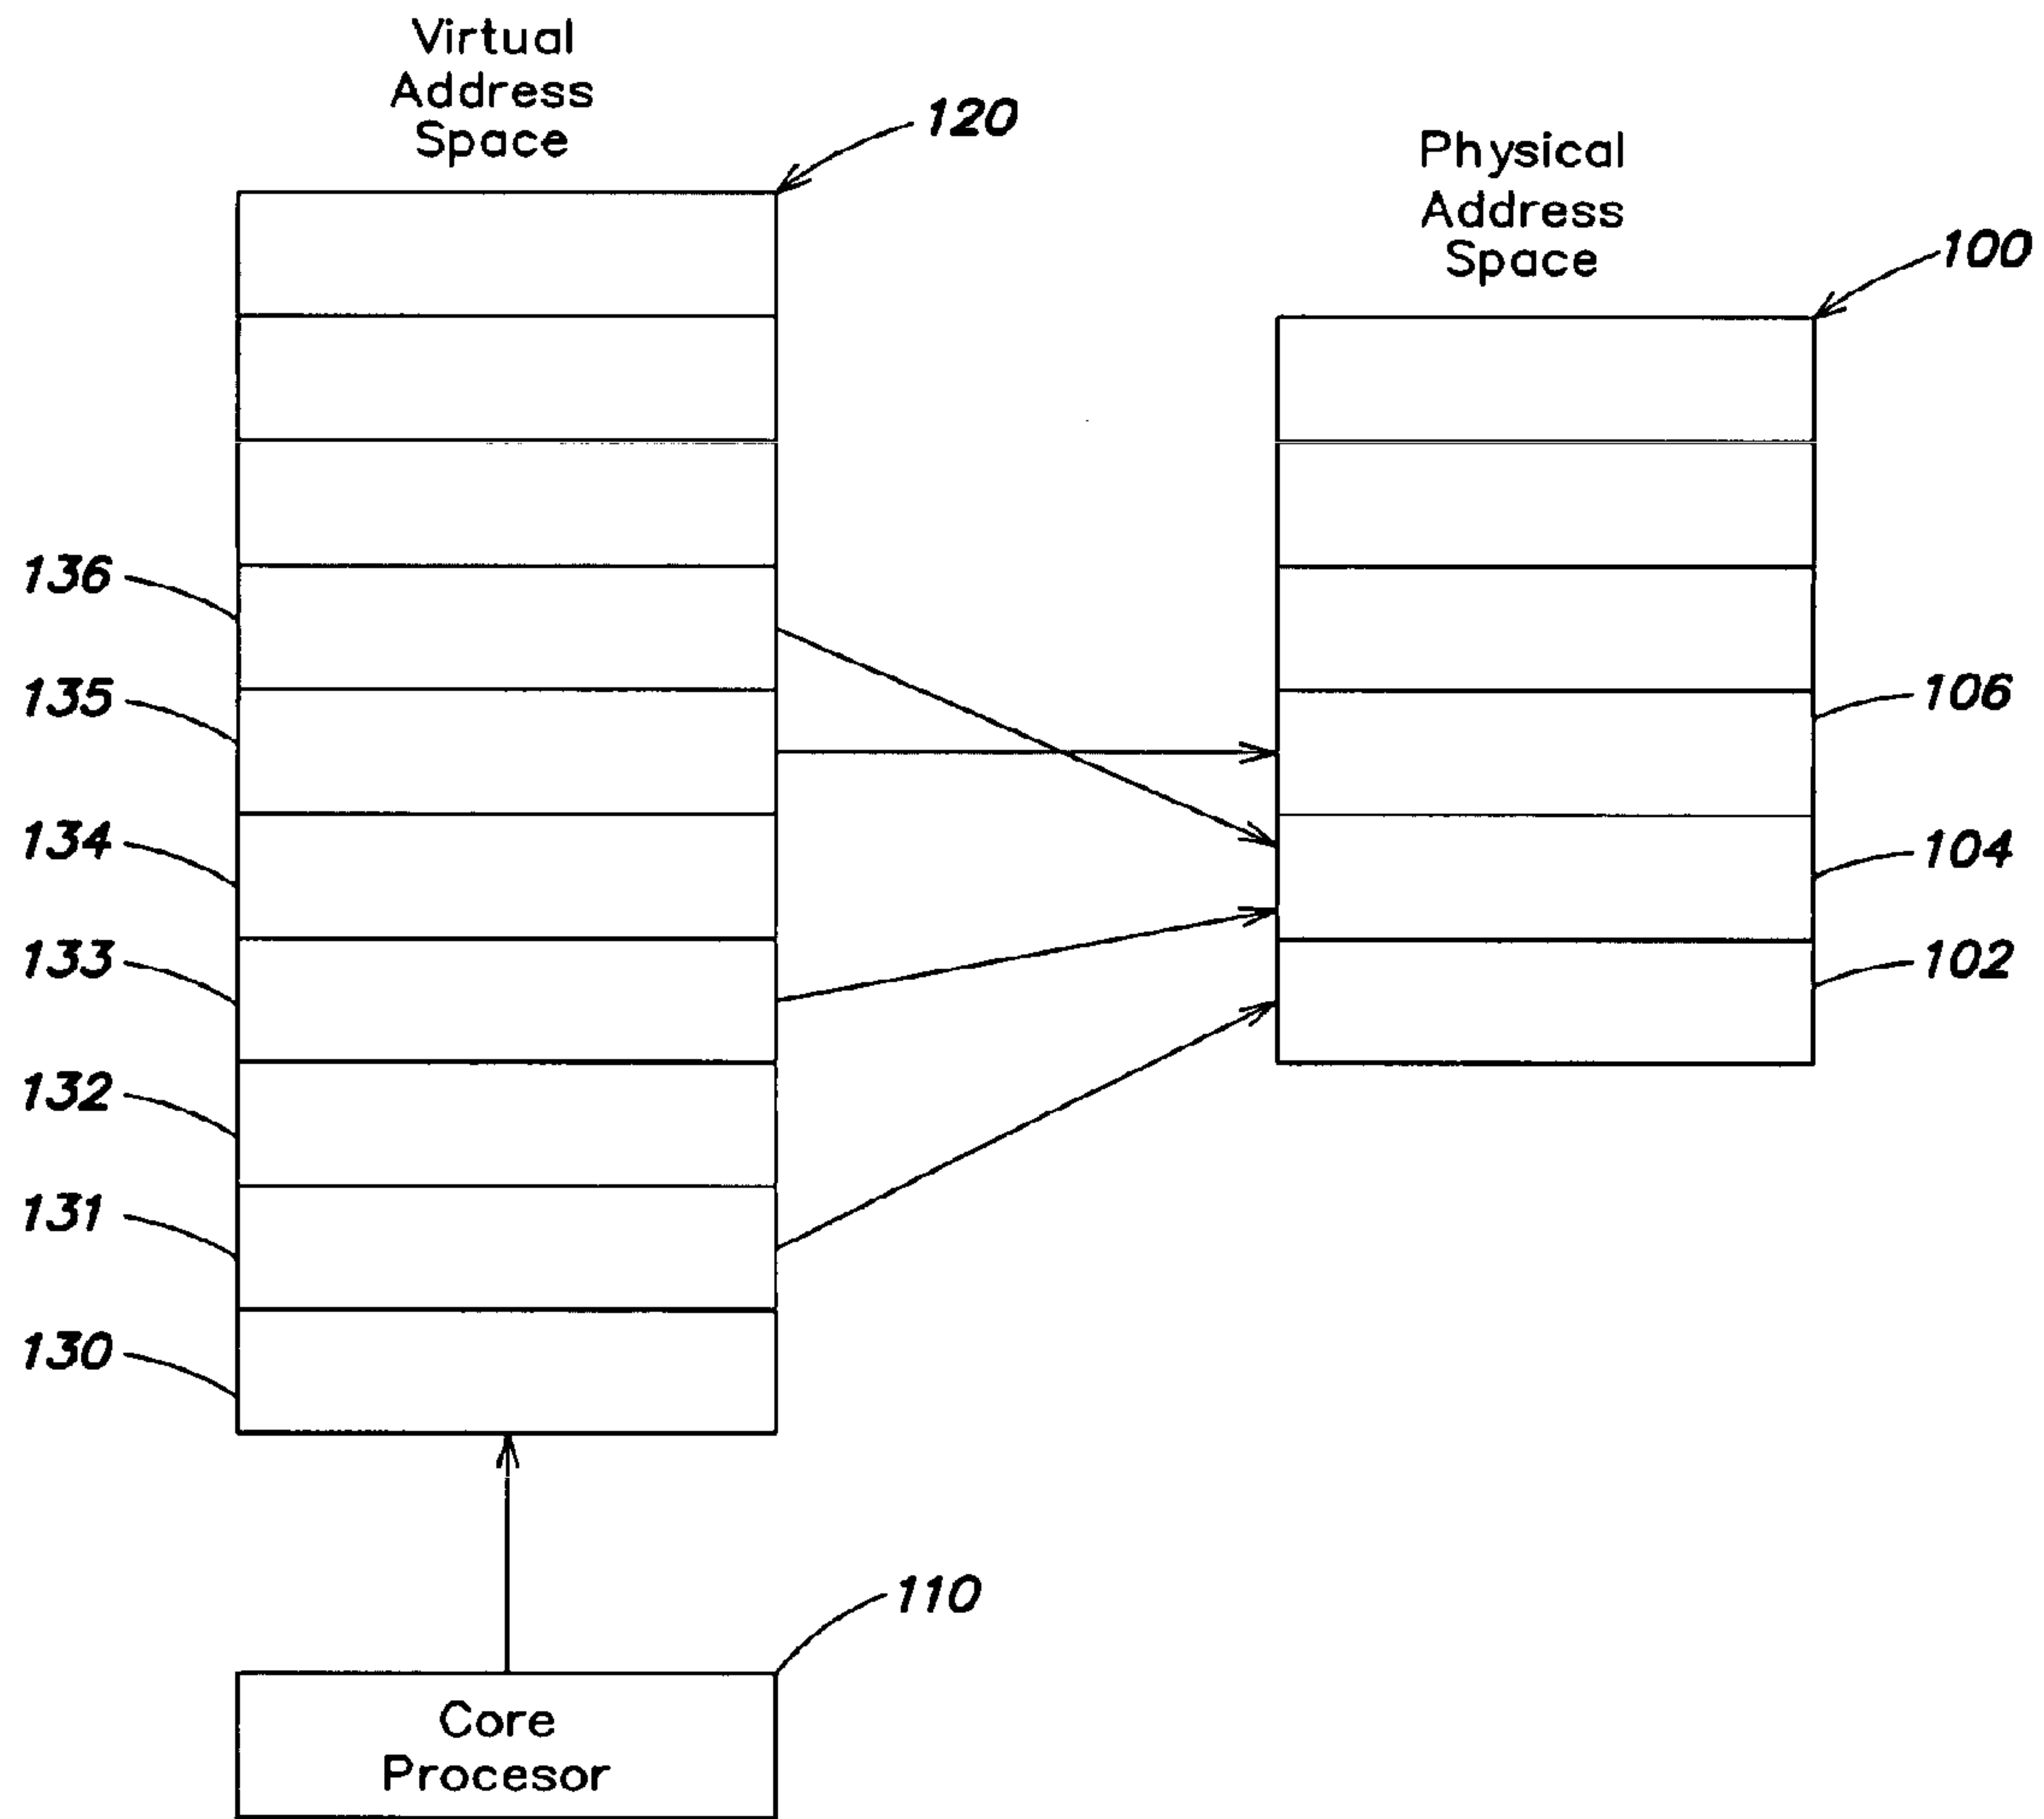 Virtual
Address
Space
120
Physical
Address
Space
100
136
135
134
133
132
131
130
106
104
102
110
Core
Procesor